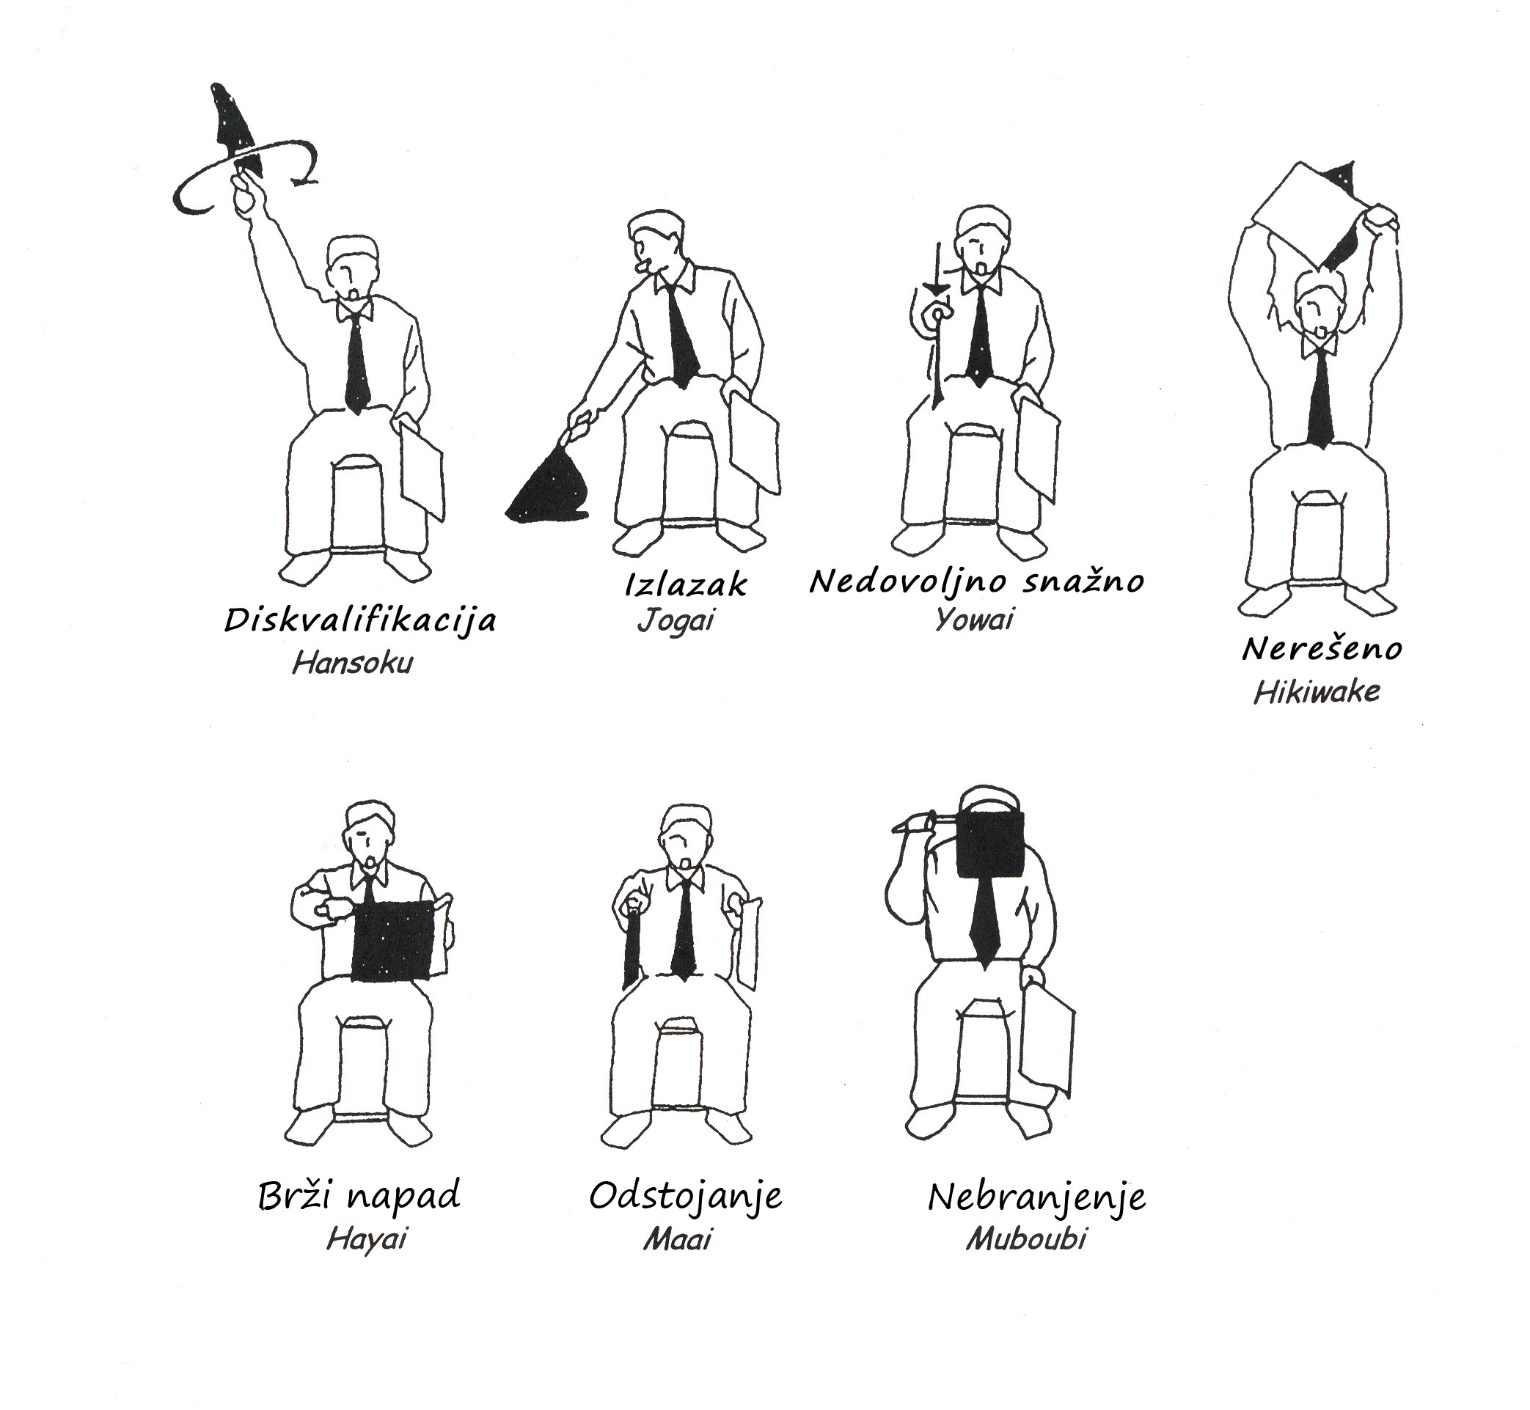 Diskvalifikacija
Hansoku
Izlazak
Jogai
Nedovoljno snažno
Yowai
Nerešeno
Hikiwake
Brži napad
Hayai
Odstojanje
Maai
Nebranjenje
Muboubi